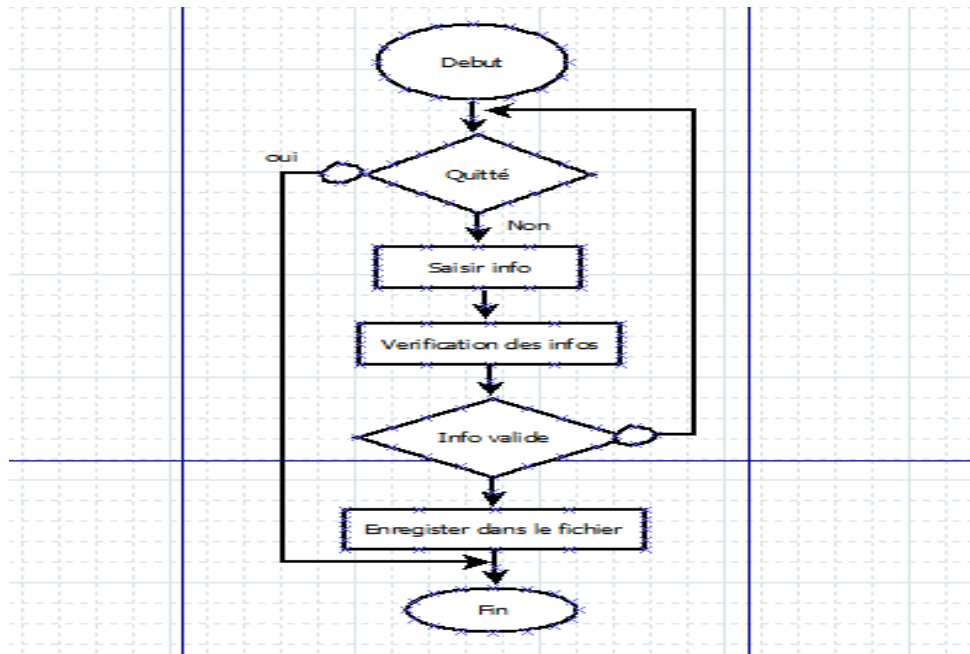 Debut
oui
Quitté
Non
Saisir info
Verification des infos
Info valide
Enregister dans le fichier
Fin